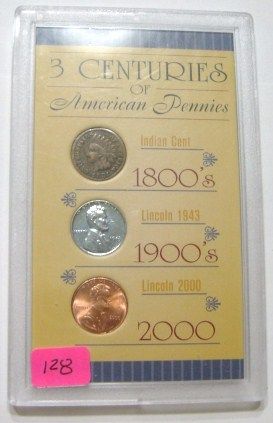 3 CENTURIES
OF
American Pennies
Indian Cent
1800's
Lincoln 1943
1900's
Lincoln 2000
2000
128